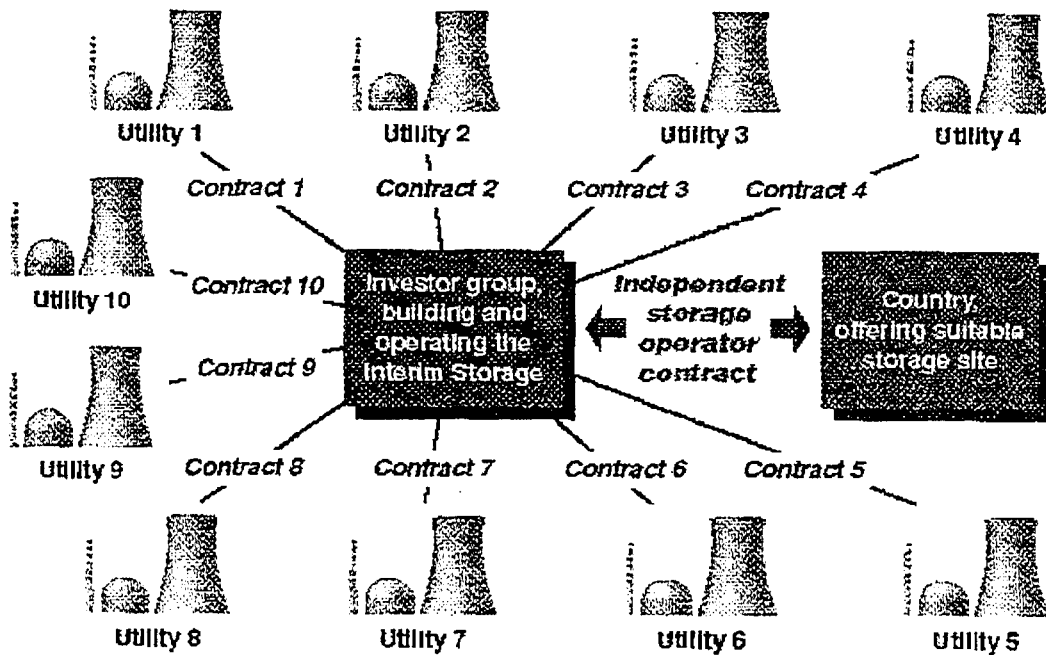 Utility 1
Utility 2
Utility 3
Utility 4
Contract 1
Contract 2
Contract 3
Contract 4
Utility 10
Contract 10
Investor group,
building and
operating the
Interim Storage
Independent
storage
operator
contract
Country,
offering suitable
storage site
Utility 9
Contract 9
Contract 8
Contract 7
Contract 6
Contract 5
Utility 8
Utility 7
Utility 6
Utility 5